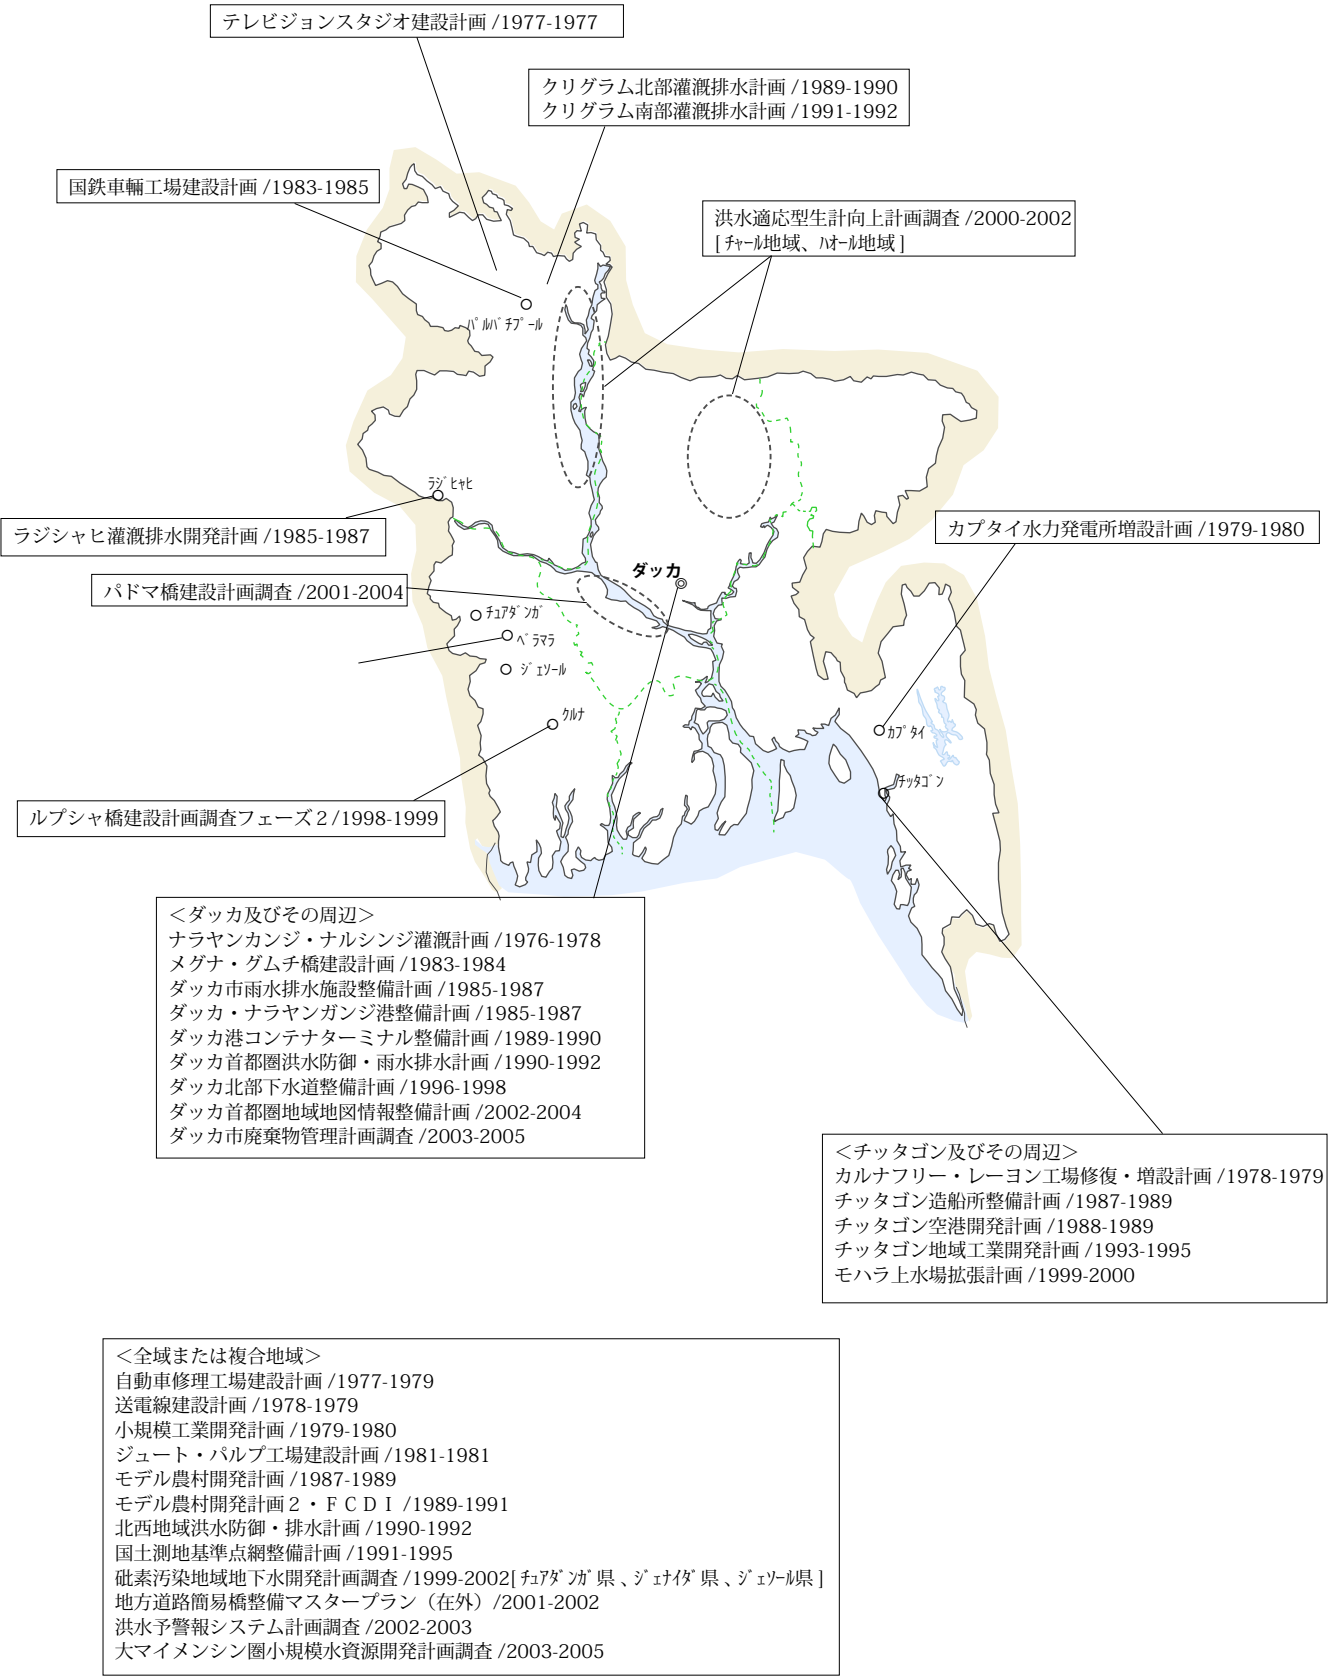 テレビジョンスタジオ建設計画 /1977-1977
クリグラム北部灌漑排水計画 /1989-1990
クリグラム南部灌漑排水計画 /1991-1992
国鉄車輌工場建設計画 /1983-1985
洪水適応型生計向上計画調査 /2000-2002
[ﾁｬｰﾙ地域、ﾊｵｰﾙ地域 ]
ﾊﾟﾙﾊﾞﾁﾌﾟｰﾙ
ﾗｼﾞﾋｬﾋ
ラジシャヒ灌漑排水開発計画 /1985-1987
カプタイ水力発電所増設計画 /1979-1980
ダッカ
パドマ橋建設計画調査 /2001-2004
ﾁｭｱﾀﾞﾝｶﾞ
ﾍﾞﾗﾏﾗ
ｼﾞｪｿｰﾙ
ｸﾙﾅ
ｶﾌﾟﾀｲ
ﾁｯﾀｺﾞﾝ
ルプシャ橋建設計画調査フェーズ２/1998-1999
＜ダッカ及びその周辺＞
ナラヤンカンジ・ナルシンジ灌漑計画 /1976-1978
メグナ・グムチ橋建設計画 /1983-1984
ダッカ市雨水排水施設整備計画 /1985-1987
ダッカ・ナラヤンガンジ港整備計画 /1985-1987
ダッカ港コンテナターミナル整備計画 /1989-1990
ダッカ首都圏洪水防御・雨水排水計画 /1990-1992
ダッカ北部下水道整備計画 /1996-1998
ダッカ首都圏地域地図情報整備計画 /2002-2004
ダッカ市廃棄物管理計画調査 /2003-2005
＜チッタゴン及びその周辺＞
カルナフリー・レーヨン工場修復・増設計画 /1978-1979
チッタゴン造船所整備計画 /1987-1989
チッタゴン空港開発計画 /1988-1989
チッタゴン地域工業開発計画 /1993-1995
モハラ上水場拡張計画 /1999-2000
＜全域または複合地域＞
自動車修理工場建設計画 /1977-1979
送電線建設計画 /1978-1979
小規模工業開発計画 /1979-1980
ジュート・パルプ工場建設計画 /1981-1981
モデル農村開発計画 /1987-1989
モデル農村開発計画２・ＦＣＤＩ /1989-1991
北西地域洪水防御・排水計画 /1990-1992
国土測地基準点網整備計画 /1991-1995
砒素汚染地域地下水開発計画調査 /1999-2002[ﾁｭｱﾀﾞﾝｶﾞ県、ｼﾞｪﾅｲﾀﾞ県、ｼﾞｪｿｰﾙ県 ]
地方道路簡易橋整備マスタープラン（在外）/2001-2002
洪水予警報システム計画調査 /2002-2003
大マイメンシン圏小規模水資源開発計画調査 /2003-2005